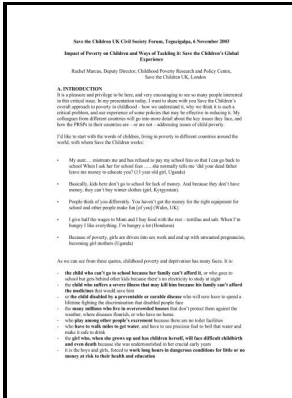 Save the Children UK Civil Society Forum, Tegucigalpa, 6 November 2003
Impact of Poverty on Children and Ways of Tackling it: Save the Children's Global
Experience
Rachel Marcus, Deputy Director, Childhood Poverty Research and Policy Centre,
Save the Children UK, London
A. INTRODUCTION
It is a pleasure and privilege to be here, and very encouraging to see so many people interested
in this critical issue. In my presentation today, I want to share with you Save the Children's
overall approach to poverty in childhood – how we understand it, why we think it is such a
critical problem, and our experience of some policies that may be effective in reducing it. My
colleagues from different countries will go into more detail about the key issues they face, and
how the PRSPs in their countries are – or are not – addressing issues of child poverty.
I'd like to start with the words of children, living in poverty in different countries around the
world, with whom Save the Children works:
• My aunt…. mistreats me and has refused to pay my school fees so that I can go back to
school When I ask her for school fees ….. she normally tells me 'did your dead father
leave me money to educate you? (15 year old girl, Uganda)
• Basically, kids here don't go to school for lack of money. And because they don't have
money, they can't buy winter clothes (girl, Kyrgyzstan).
• People think of you differently. You haven't got the money for the right equipment for
school and other people make fun [of you] (Wales, UK)
• I give half the wages to Mum and I buy food with the rest – tortillas and salt. When I'm
hungry I like everything. I'm hungry a lot (Honduras)
• Because of poverty, girls are driven into sex work and end up with unwanted pregnancies,
becoming girl mothers (Uganda)
As we can see from these quotes, childhood poverty and deprivation has many faces. It is:
- the child who can't go to school because her family can't afford it, or who goes to
school but gets behind other kids because there's no electricity to study at night
- the child who suffers a severe illness that may kill him because his family can't afford
the medicines that would save him
- or the child disabled by a preventable or curable disease who will now have to spend a
lifetime fighting the discrimination that disabled people face
- the many millions who live in overcrowded houses that don't protect them against the
weather, where diseases flourish, or who have no home.
- who play among other people's excrement because there are no toilet facilities
- who have to walk miles to get water, and have to use precious fuel to boil that water and
make it safe to drink
- the girl who, when she grows up and has children herself, will face difficult childbirth
and even death because she was undernourished in her crucial early years
- it is the boys and girls, forced to work long hours in dangerous conditions for little or no
money at risk to their health and education